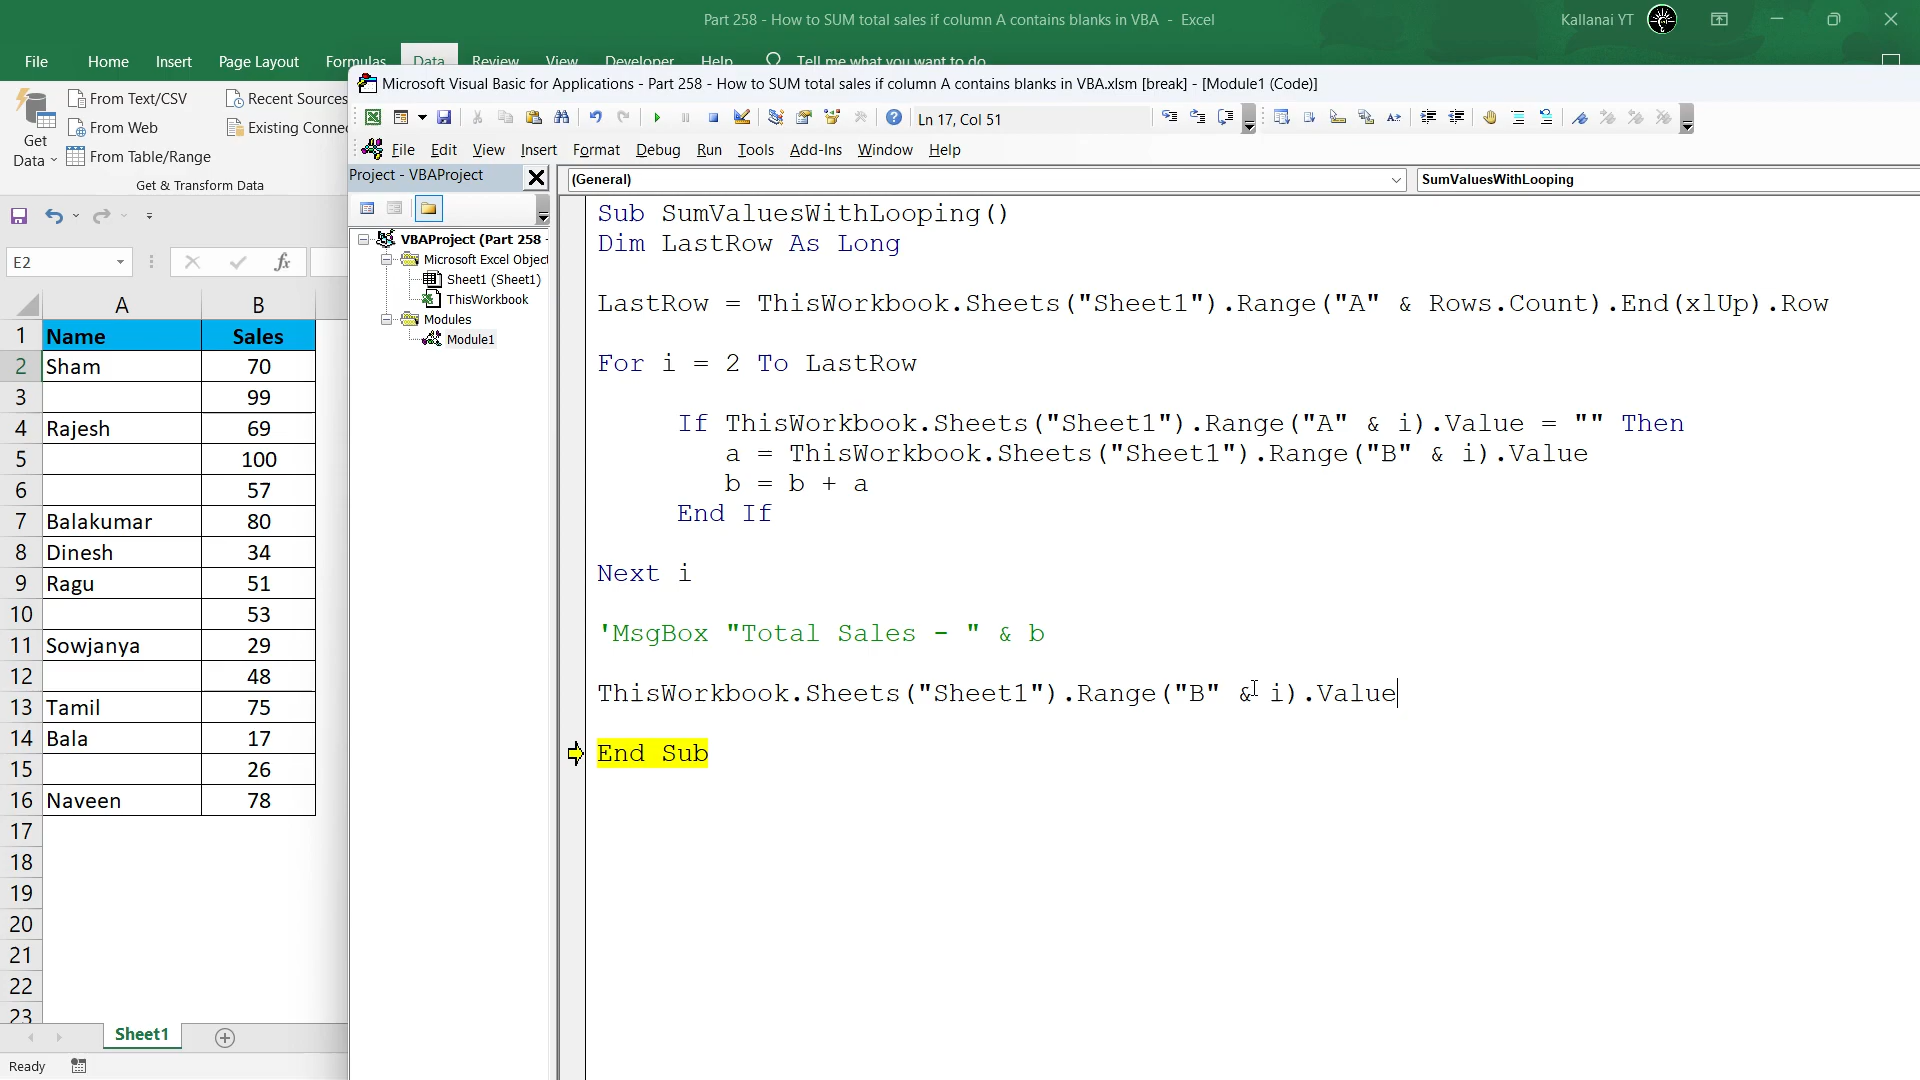 Part 258 - How to SUM total sales if column A contains blanks in VBA - Excel
Kallanai YT
File Home Insert Page Layout Formulas Data Review View Developer Help Tell me what you want to do
Microsoft Visual Basic for Applications - Part 258 - How to SUM total sales if column A contains blanks in VBA.xlsm [break] - [Module1 (Code)]
Get Data
From Text/CSV
From Web
From Table/Range
Recent Sources
Existing Connec
Get & Transform Data
Ln 17, Col 51
File Edit View Insert Format Debug Run Tools Add-Ins Window Help
Project - VBAProject
(General)
SumValuesWithLooping
VBAProject (Part 258 -
Microsoft Excel Object
Sheet1 (Sheet1)
ThisWorkbook
Modules
Module1
E2
fx
A B
1 Name Sales
2 Sham 70
3 99
4 Rajesh 69
5 100
6 57
7 Balakumar 80
8 Dinesh 34
9 Ragu 51
10 53
11 Sowjanya 29
12 48
13 Tamil 75
14 Bala 17
15 26
16 Naveen 78
17
18
19
20
21
22
23
Sub SumValuesWithLooping()
Dim LastRow As Long
LastRow = ThisWorkbook.Sheets("Sheet1").Range("A" & Rows.Count).End(xlUp).Row
For i = 2 To LastRow
If ThisWorkbook.Sheets("Sheet1").Range("A" & i).Value = "" Then
a = ThisWorkbook.Sheets("Sheet1").Range("B" & i).Value
b = b + a
End If
Next i
'MsgBox "Total Sales - " & b
ThisWorkbook.Sheets("Sheet1").Range("B" & i).Value
End Sub
Sheet1
Ready